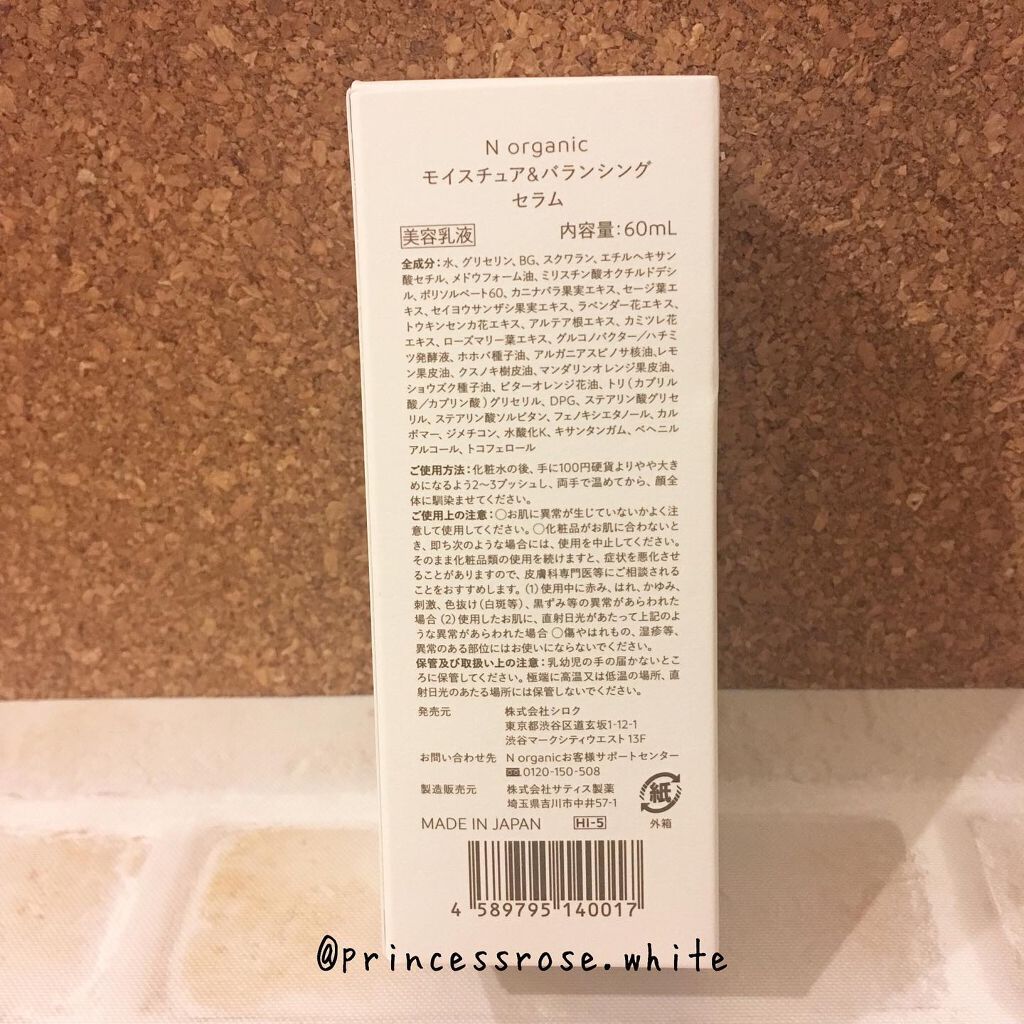 N organic
モイスチュア&バランシング
セラム
美容乳液 内容量:60mL
全成分:水、グリセリン、BG、スクワラン、エチルヘキサン
酸セチル、メドウフォーム油、ミリスチン酸オクチルドデシ
ル、ポリソルベート60、カニナバラ果実エキス、セージ葉エ
キス、セイヨウサンザシ果実エキス、ラベンダー花エキス、
トウキンセンカ花エキス、アルテア根エキス、カミツレ花
エキス、ローズマリー葉エキス、グルコノバクター/ハチミ
ツ発酵液、ホホバ種子油、アルガニアスピノサ核油、レモ
ン果皮油、クスノキ樹皮油、マンダリンオレンジ果皮油、
ショウズク種子油、ビターオレンジ花油、トリ(カプリル
酸/カプリン酸)グリセリル、DPG、ステアリン酸グリセ
リル、ステアリン酸ソルビタン、フェノキシエタノール、カル
ボマー、ジメチコン、水酸化K、キサンタンガム、ベヘニル
アルコール、トコフェロール
ご使用方法:化粧水の後、手に100円硬貨よりやや大き
めになるよう2〜3プッシュし、両手で温めてから、顔全
体に馴染ませてください。
ご使用上の注意:○お肌に異常が生じていないかよく注
意して使用してください。○化粧品がお肌に合わないと
き、即ち次のような場合には、使用を中止してください。
そのまま化粧品類の使用を続けますと、症状を悪化させ
ることがありますので、皮膚科専門医等にご相談される
ことをおすすめします。(1)使用中に赤み、はれ、かゆみ、
刺激、色抜け(白斑等)、黒ずみ等の異常があらわれた
場合(2)使用したお肌に、直射日光があたって上記のよ
うな異常があらわれた場合 ○傷やはれもの、湿疹等、
異常のある部位にはお使いにならないでください。
保管及び取扱い上の注意:乳幼児の手の届かないとこ
ろに保管してください。極端に高温又は低温の場所、直
射日光のあたる場所には保管しないでください。
発売元 株式会社シロク
東京都渋谷区道玄坂1-12-1
渋谷マークシティウエスト 13F
お問い合わせ先 N organicお客様サポートセンター
0120-150-508
製造販売元 株式会社サティス製薬
埼玉県吉川市中井57-1
紙
MADE IN JAPAN HI-5 外箱
4 589795 140017
@princessrose.white